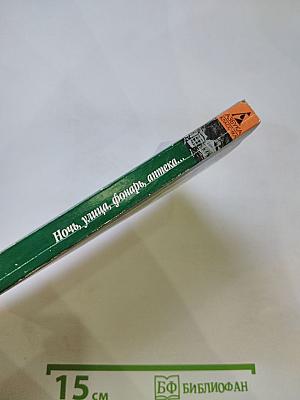 Ночь, улица, фонарь, аптека...
15 см
БФ БИБЛИОФАН